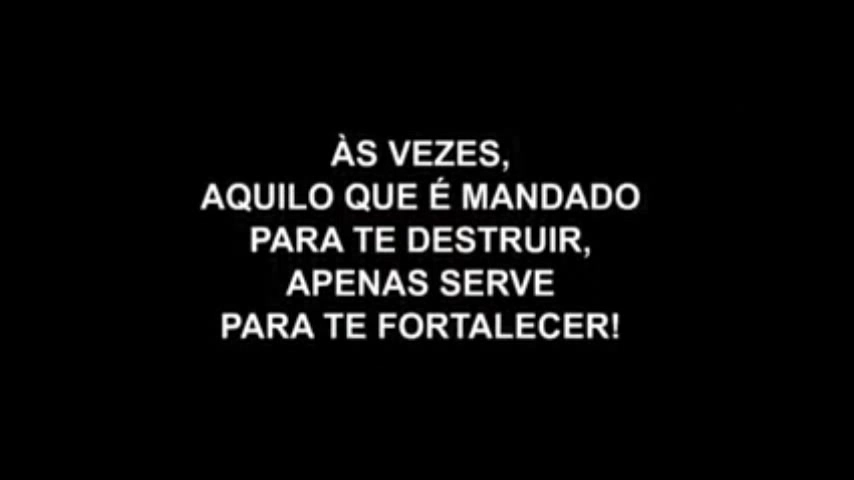 ÀS VEZES,
AQUILO QUE É MANDADO
PARA TE DESTRUIR,
APENAS SERVE
PARA TE FORTALECER!